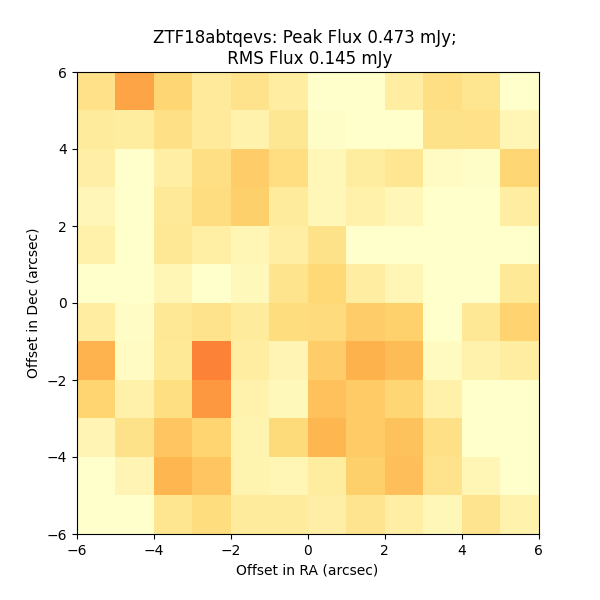 ZTF18abtqevs: Peak Flux 0.473 mJy;
RMS Flux 0.145 mJy
6
4
2
0
−2
−4
−6
Offset in Dec (arcsec)
−6 −4 −2 0 2 4 6
Offset in RA (arcsec)